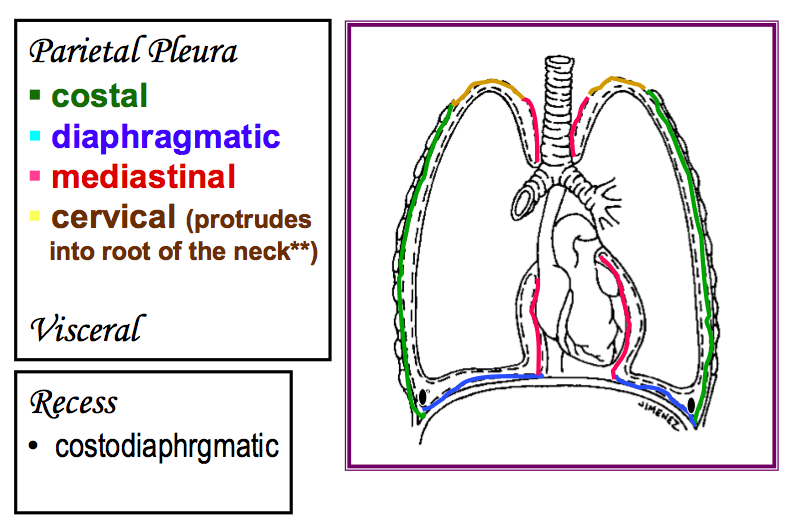 Parietal Pleura
▪ costal
▪ diaphragmatic
▪ mediastinal
▪ cervical (protrudes
into root of the neck**)
Visceral
Recess
• costodiaphrgmatic
JIMENEZ